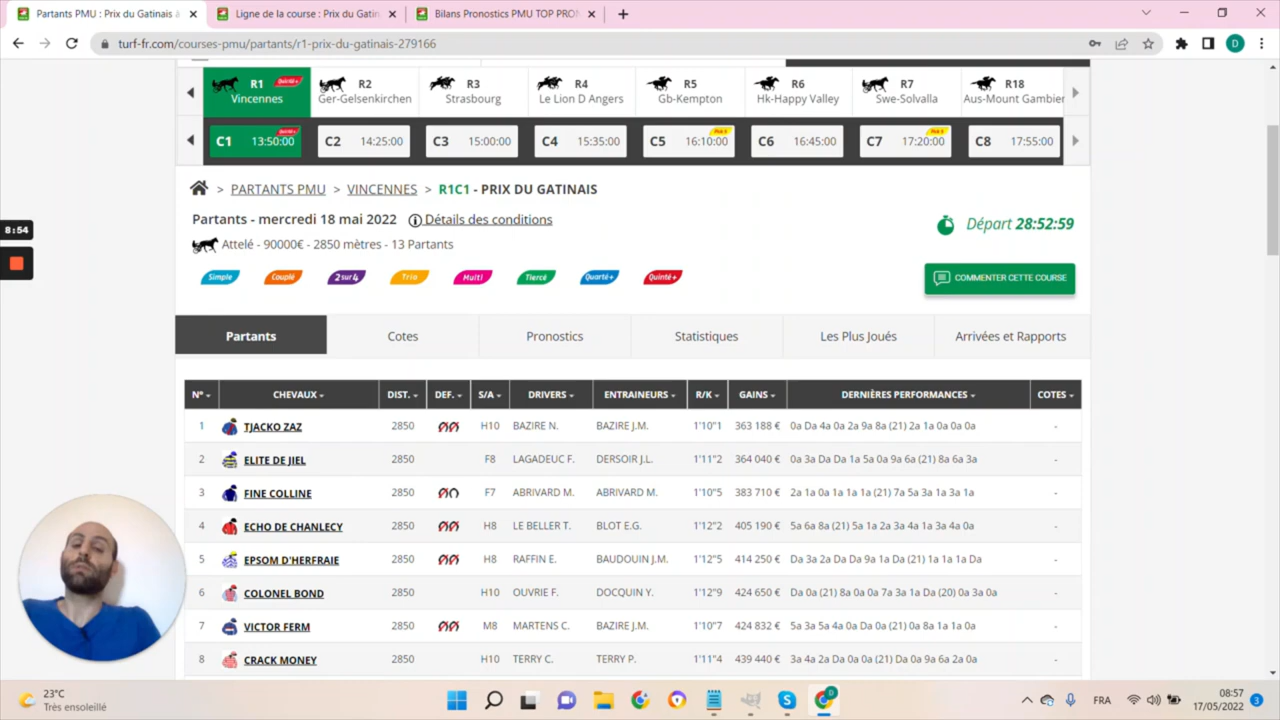 Partants PMU : Prix du Gatinais à
Ligne de la course : Prix du Gatin
Bilans Pronostics PMU TOP PRO
turf-fr.com/courses-pmu/partants/r1-prix-du-gatinais-279166
D
R1 Quinté+ R2 R3 R4 R5 R6 R7 R18
Vincennes Ger-Gelsenkirchen Strasbourg Le Lion D Angers Gb-Kempton Hk-Happy Valley Swe-Solvalla Aus-Mount Gambier
C1 13:50:00 Quinté+ C2 14:25:00 C3 15:00:00 C4 15:35:00 C5 16:10:00 Pick 5 C6 16:45:00 C7 17:20:00 Pick 5 C8 17:55:00
> PARTANTS PMU > VINCENNES > R1C1 - PRIX DU GATINAIS
Partants - mercredi 18 mai 2022 Détails des conditions
Départ 28:52:59
8:54
Attelé - 90000€ - 2850 mètres - 13 Partants
Simple Couplé 2sur4 Trio Multi Tiercé Quarté+ Quinté+
COMMENTER CETTE COURSE
Partants Cotes Pronostics Statistiques Les Plus Joués Arrivées et Rapports
N° CHEVAUX DIST. DEF. S/A DRIVERS ENTRAINEURS R/K GAINS DERNIÈRES PERFORMANCES COTES
1 TJACKO ZAZ 2850 H10 BAZIRE N. BAZIRE J.M. 1'10"1 363 188 € 0a Da 4a 0a 2a 9a 8a (21) 2a 1a 0a 0a 0a -
2 ELITE DE JIEL 2850 F8 LAGADEUC F. DERSOIR J.L. 1'11"2 364 040 € 0a 3a Da Da 1a 5a 0a 9a 6a (21) 8a 6a 3a -
3 FINE COLLINE 2850 F7 ABRIVARD M. ABRIVARD M. 1'10"5 383 710 € 2a 1a 0a 1a 1a 1a (21) 7a 5a 3a 1a 3a 1a -
4 ECHO DE CHANLECY 2850 H8 LE BELLER T. BLOT E.G. 1'12"2 405 190 € 5a 6a 8a (21) 5a 1a 2a 3a 4a 1a 3a 4a 0a -
5 EPSOM D'HERFRAIE 2850 H8 RAFFIN E. BAUDOUIN J.M. 1'12"5 414 250 € Da 3a 2a Da Da 9a 1a Da (21) 1a 1a 1a Da -
6 COLONEL BOND 2850 H10 OUVRIE F. DOCQUIN Y. 1'12"9 424 650 € Da 0a (21) 8a 0a 0a 7a 3a 1a Da (20) 0a 3a 0a -
7 VICTOR FERM 2850 M8 MARTENS C. BAZIRE J.M. 1'10"7 424 832 € 5a 3a 5a 4a 0a Da 0a (21) 0a 8a 1a 1a 0a -
8 CRACK MONEY 2850 H10 TERRY C. TERRY P. 1'11"4 439 440 € 3a 4a 2a Da 0a 0a (21) Da 0a 9a 6a 2a 0a -
23°C
Très ensoleillé
FRA
08:57
17/05/2022
3